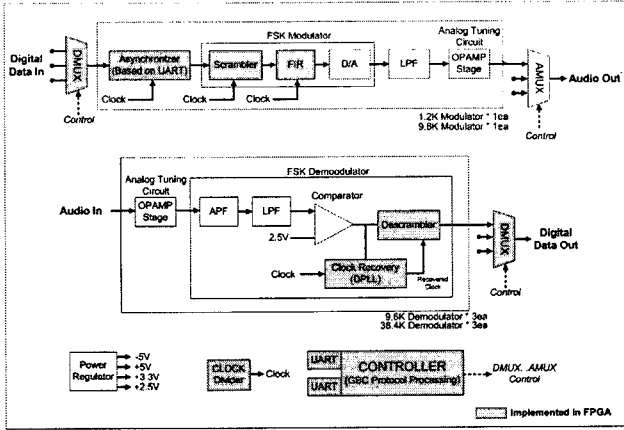 FSK Modulator
Analog Tuning
Circuit
Digital
Data In
DMUX
Asynchronizer
(Based on UART)
Scrambler
FIR
D/A
LPF
OPAMP
Stage
AMUX
Audio Out
Clock
Clock
Clock
Control
Control
1.2K Modulator * 1ea
9.6K Modulator * 1ea
FSK Demoodulator
Analog Tuning
Circuit
Audio In
OPAMP
Stage
APF
LPF
Comparator
2.5V
Descrambler
DMUX
Digital
Data Out
Clock
Clock Recovery
(DPLL)
Recovered
Clock
Control
9.6K Demodulator * 3ea
38.4K Demodulator * 3ea
Power
Regulator
-5V
+5V
+3.3V
+2.5V
CLOCK
Divider
Clock
UART
UART
CONTROLLER
(GSC Protocol Processing)
DMUX. .AMUX
Control
Implemented in FPGA